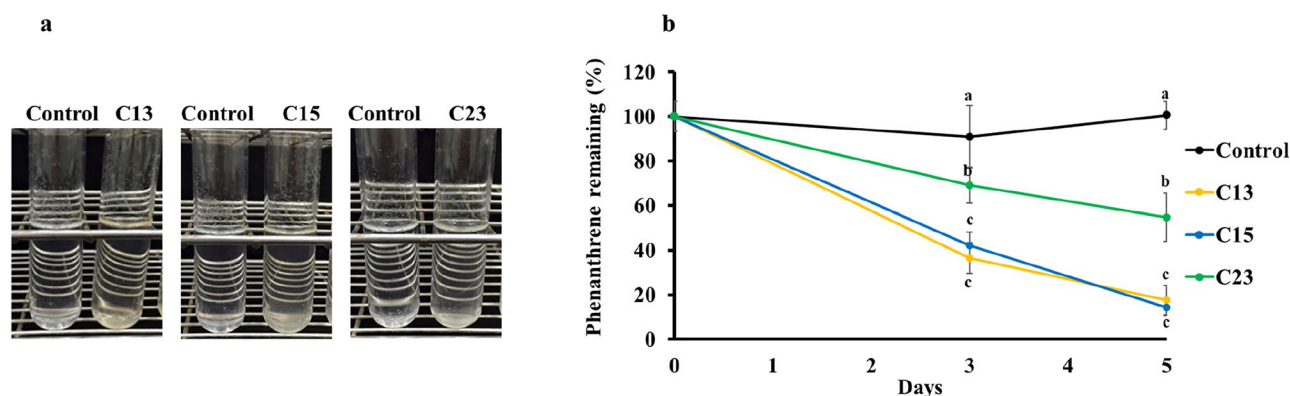 a
Control C13
Control C15
Control C23
b
Phenanthrene remaining (%)
120
100
80
60
40
20
0
0 1 2 3 4 5
Days
a
a
b
b
c
c
c
c
Control
C13
C15
C23